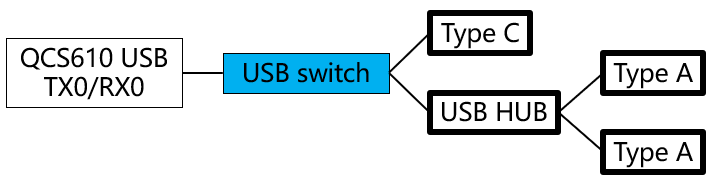 QCS610 USB
TX0/RX0
USB switch
Type C
USB HUB
Type A
Type A